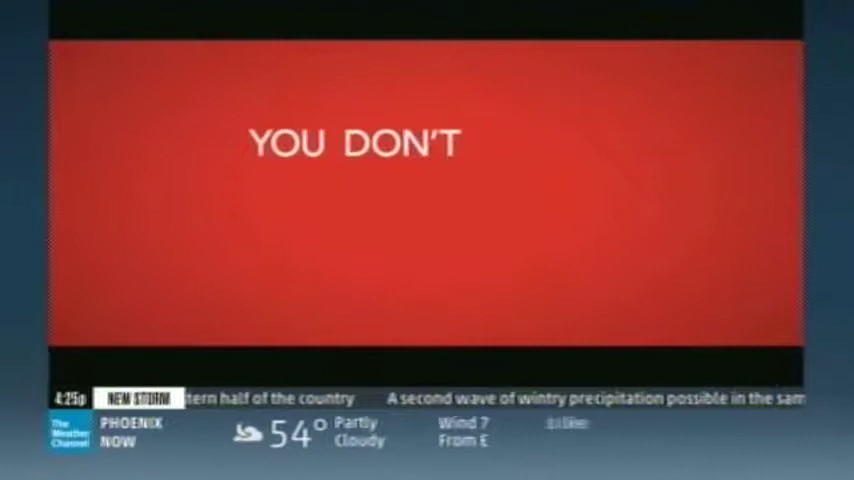 YOU DON'T
4:25p NEW STORM tern half of the country A second wave of wintry precipitation possible in the sam
The
Weather
Channel
PHOENIX
NOW
54°
Partly
Cloudy
Wind 7
From E